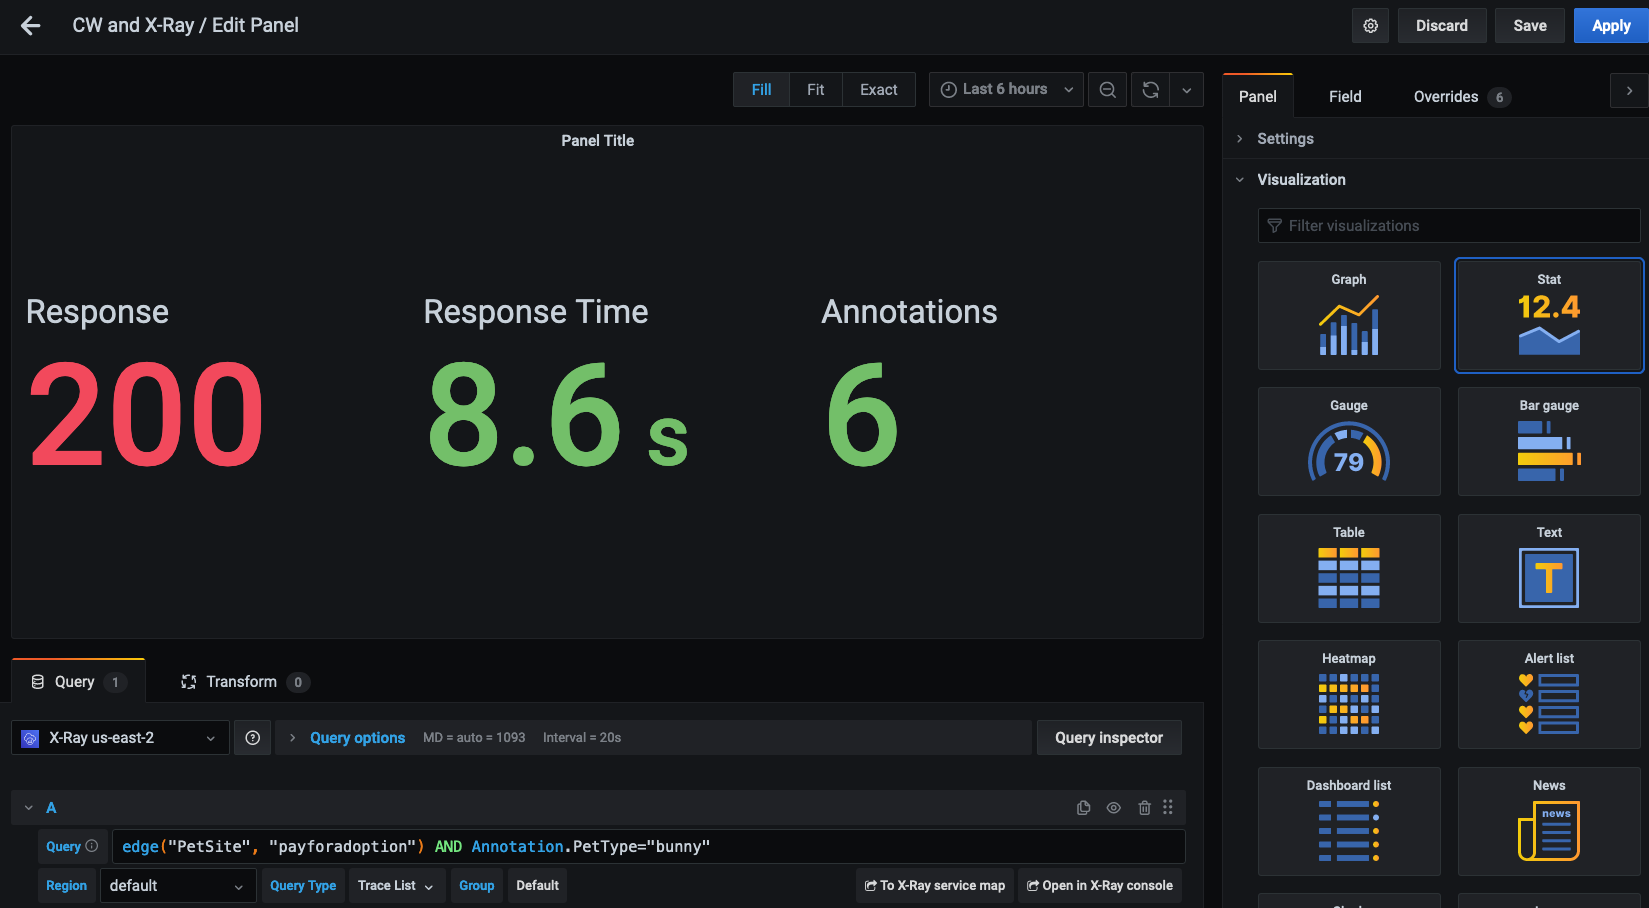 CW and X-Ray / Edit Panel
Discard
Save
Apply
Fill
Fit
Exact
Last 6 hours
Panel
Field
Overrides 6
Settings
Visualization
Filter visualizations
Panel Title
Response
200
Response Time
8.6 s
Annotations
6
Graph
Stat
12.4
Gauge
79
Bar gauge
Table
Text
T
Heatmap
Alert list
Dashboard list
News
news
Query 1
Transform 0
X-Ray us-east-2
Query options
MD = auto = 1093
Interval = 20s
Query inspector
A
Query
edge("PetSite", "payforadoption") AND Annotation.PetType="bunny"
Region
default
Query Type
Trace List
Group
Default
To X-Ray service map
Open in X-Ray console